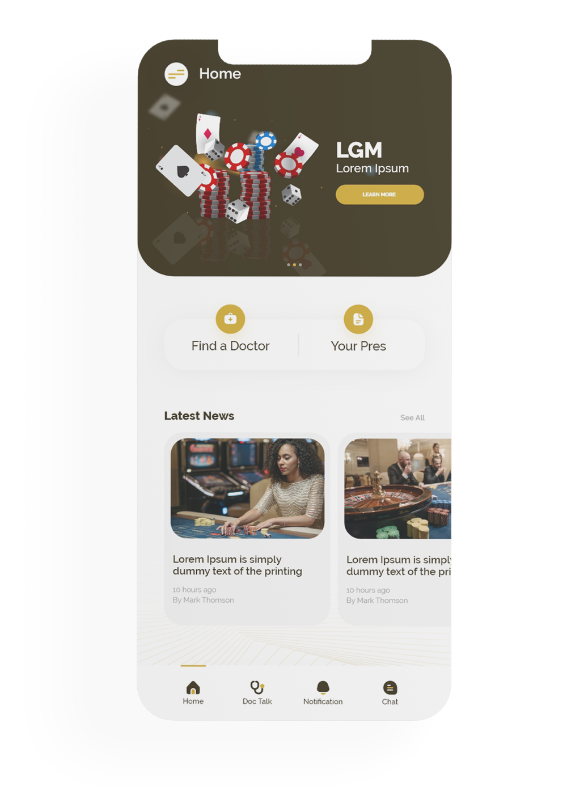 Home
LGM
Lorem Ipsum
LEARN MORE
Find a Doctor
Your Pres
Latest News
See All
Lorem Ipsum is simply
dummy text of the printing
10 hours ago
By Mark Thomson
Lorem Ipsum is simply
dummy text of the pri
10 hours ago
By Mark Thomson
Home
Doc Talk
Notification
Chat